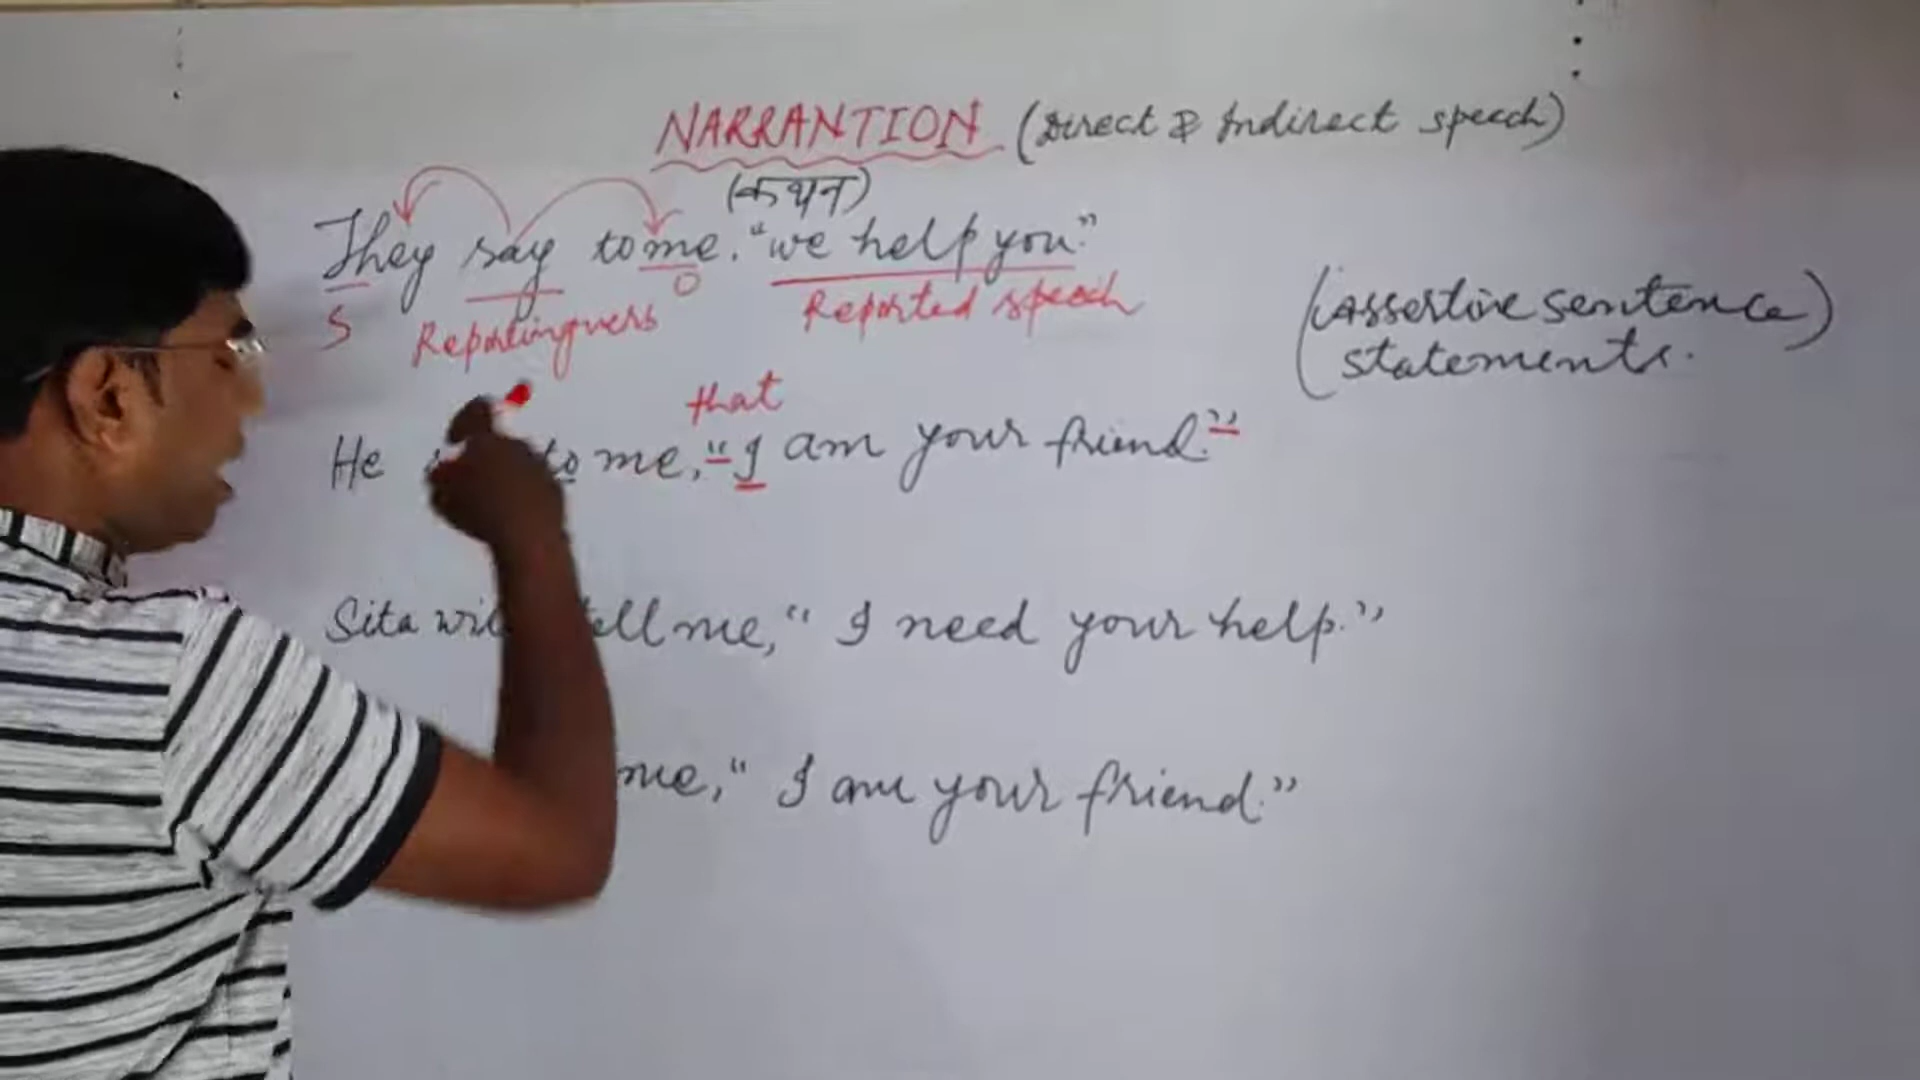 NARRANTION (Direct & Indirect speech)
(कथन)
They say to me. "we help you."
S Reporting verb O Reported speech
(Assertive sentence)
statements.
that
He to me, "I am your friend."
Sita tell me, " I need your help."
me, " I am your friend."